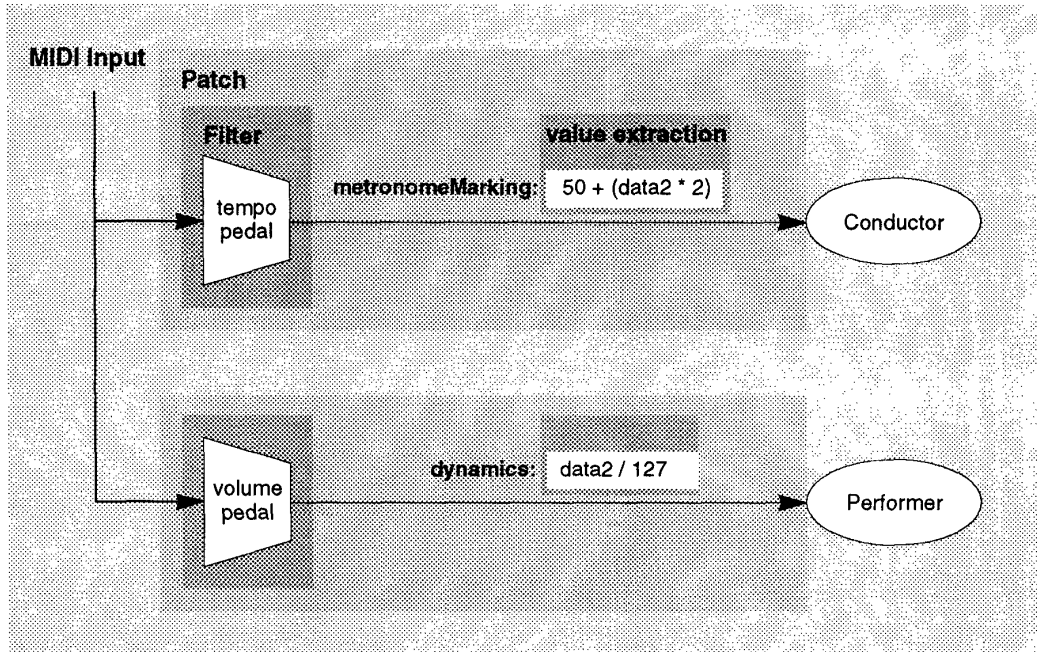 MIDI Input
Patch
Filter
value extraction
metronomeMarking: 50 + (data2 * 2)
tempo
pedal
Conductor
dynamics: data2 / 127
volume
pedal
Performer